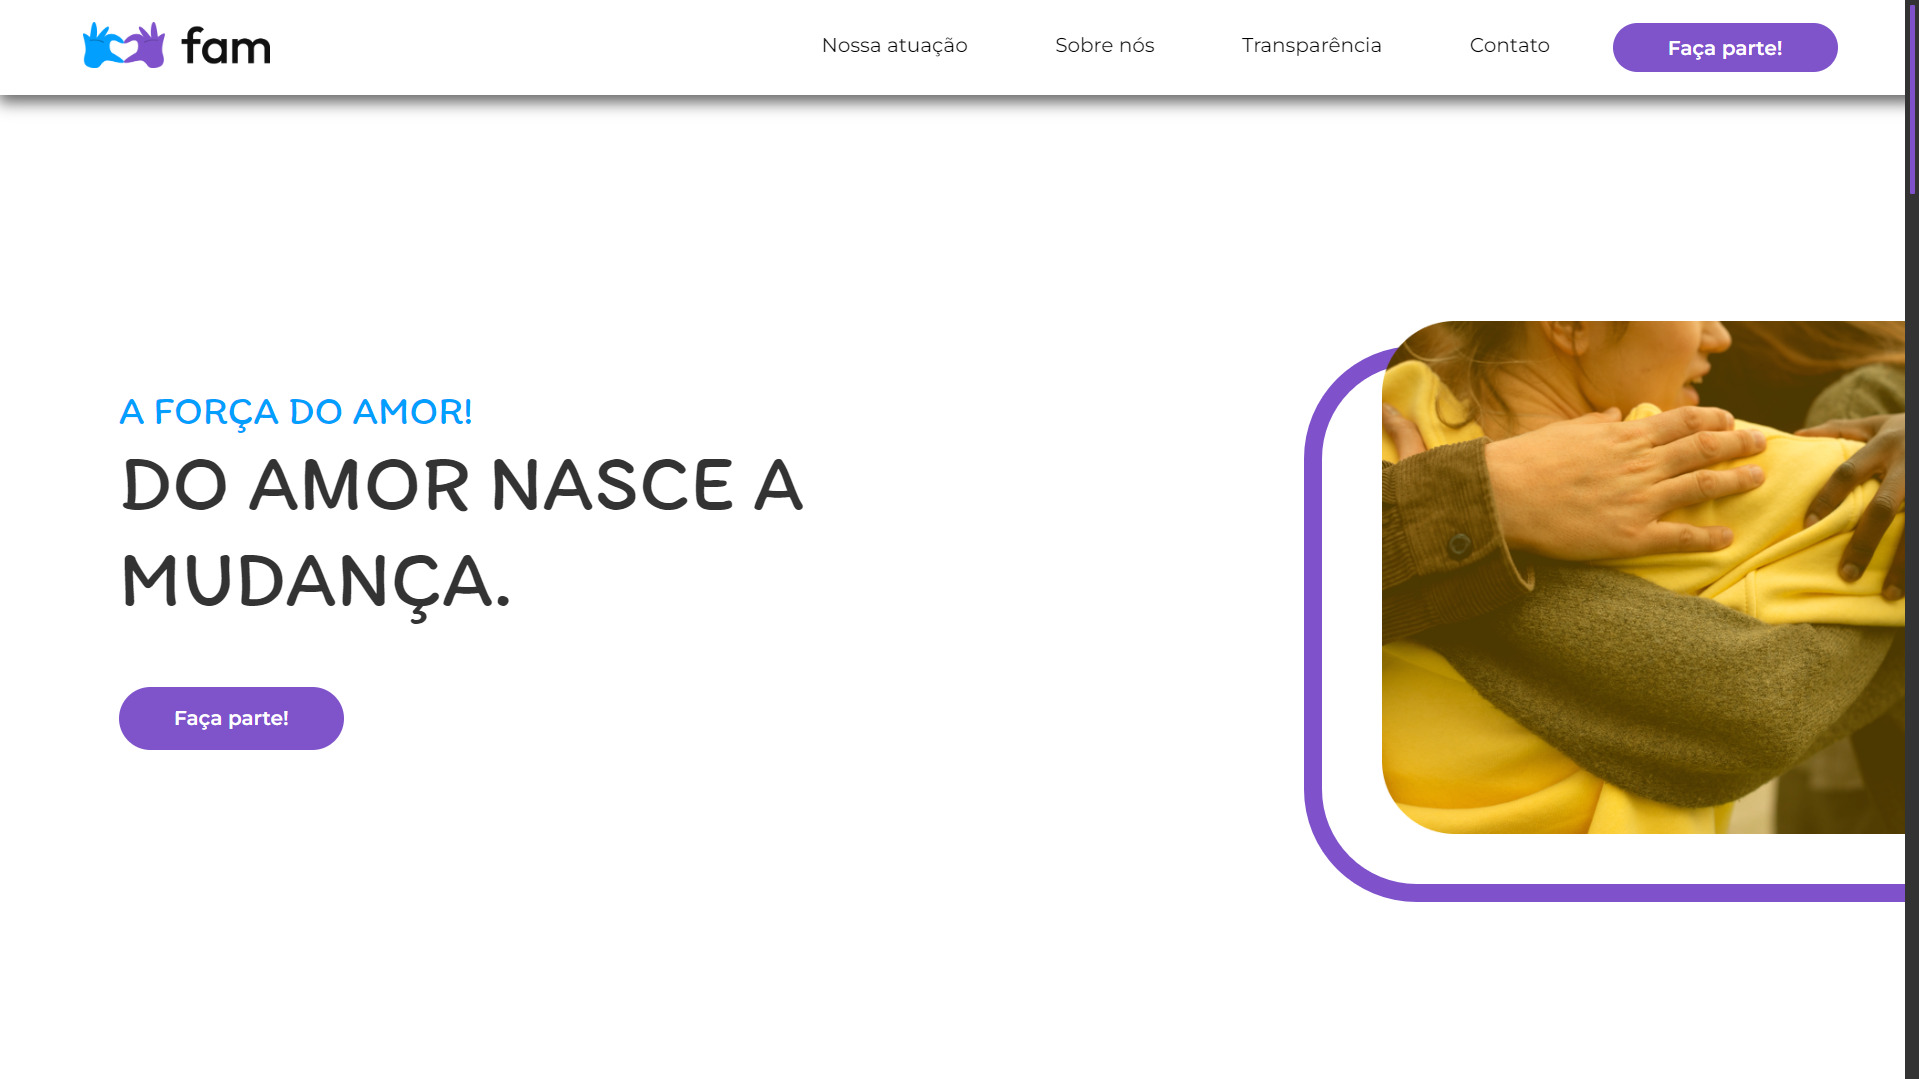 fam
Nossa atuação
Sobre nós
Transparência
Contato
Faça parte!
A FORÇA DO AMOR!
DO AMOR NASCE A
MUDANÇA.
Faça parte!